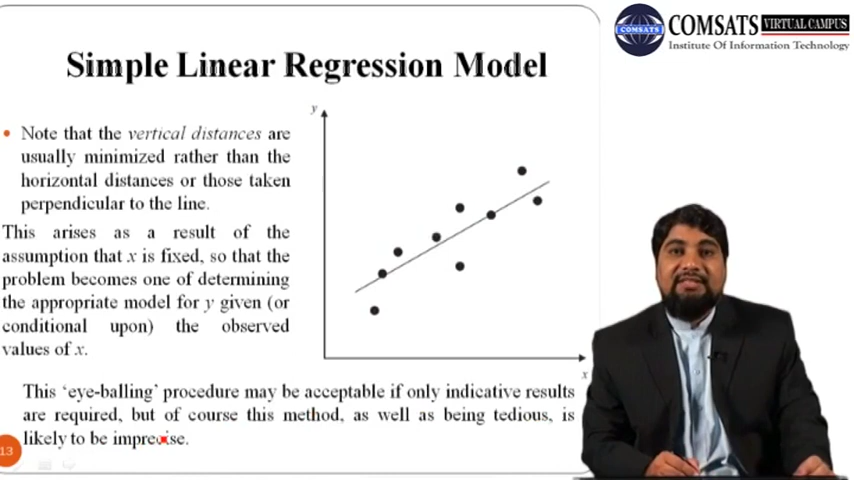 COMSATS VIRTUAL CAMPUS
COMSATS
Institute Of Information Technology
Simple Linear Regression Model
Note that the vertical distances are
usually minimized rather than the
horizontal distances or those taken
perpendicular to the line.
This arises as a result of the
assumption that x is fixed, so that the
problem becomes one of determining
the appropriate model for y given (or
conditional upon) the observed
values of x.
y
x
This ‘eye-balling’ procedure may be acceptable if only indicative results
are required, but of course this method, as well as being tedious, is
likely to be imprecise.
13